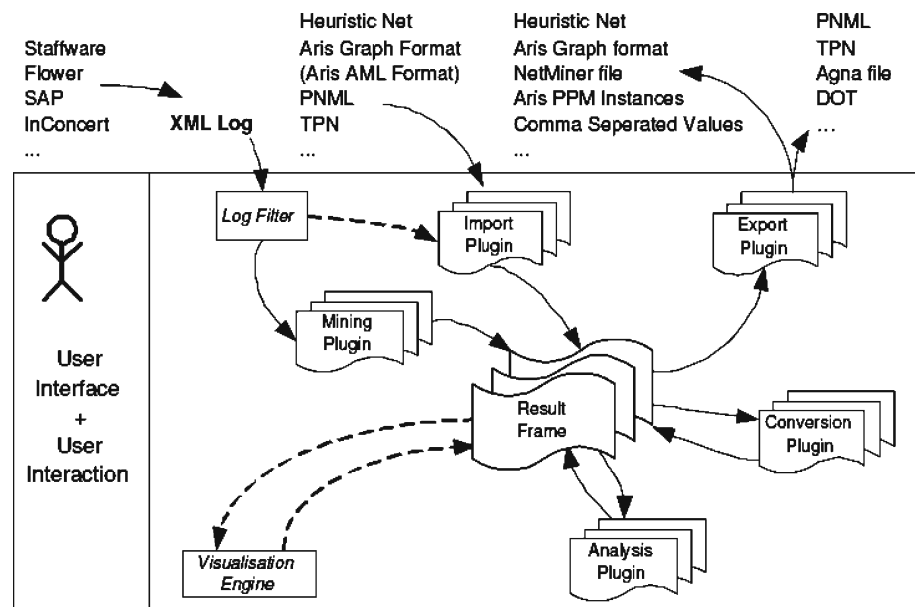 Staffware
Flower
SAP
InConcert
...
XML Log
Heuristic Net
Aris Graph Format
(Aris AML Format)
PNML
TPN
...
Heuristic Net
Aris Graph format
NetMiner file
Aris PPM Instances
Comma Seperated Values
...
PNML
TPN
Agna file
DOT
...
Log Filter
Import
Plugin
Export
Plugin
Mining
Plugin
User
Interface
+
User
Interaction
Result
Frame
Conversion
Plugin
Visualisation
Engine
Analysis
Plugin